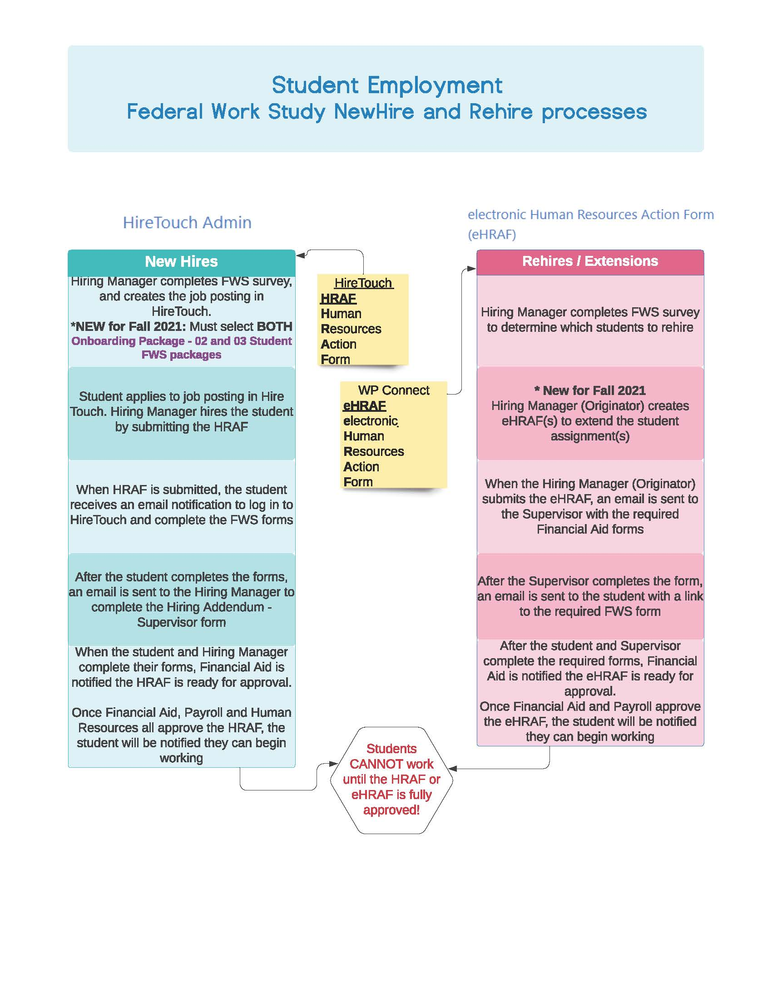 Student Employment
Federal Work Study NewHire and Rehire processes
HireTouch Admin
New Hires
Hiring Manager completes FWS survey,
and creates the job posting in
HireTouch.
*NEW for Fall 2021: Must select BOTH
Onboarding Package - 02 and 03 Student
FWS packages
Student applies to job posting in Hire
Touch. Hiring Manager hires the student
by submitting the HRAF
When HRAF is submitted, the student
receives an email notification to log in to
HireTouch and complete the FWS forms
After the student completes the forms,
an email is sent to the Hiring Manager to
complete the Hiring Addendum -
Supervisor form
When the student and Hiring Manager
complete their forms, Financial Aid is
notified the HRAF is ready for approval.
Once Financial Aid, Payroll and Human
Resources all approve the HRAF, the
student will be notified they can begin
working
HireTouch
HRAF
Human
Resources
Action
Form
WP Connect
eHRAF
electronic
Human
Resources
Action
Form
electronic Human Resources Action Form
(eHRAF)
Rehires / Extensions
Hiring Manager completes FWS survey
to determine which students to rehire
* New for Fall 2021
Hiring Manager (Originator) creates
eHRAF(s) to extend the student
assignment(s)
When the Hiring Manager (Originator)
submits the eHRAF, an email is sent to
the Supervisor with the required
Financial Aid forms
After the Supervisor completes the form,
an email is sent to the student with a link
to the required FWS form
After the student and Supervisor
complete the required forms, Financial
Aid is notified the eHRAF is ready for
approval.
Once Financial Aid and Payroll approve
the eHRAF, the student will be notified
they can begin working
Students
CANNOT work
until the HRAF or
eHRAF is fully
approved!